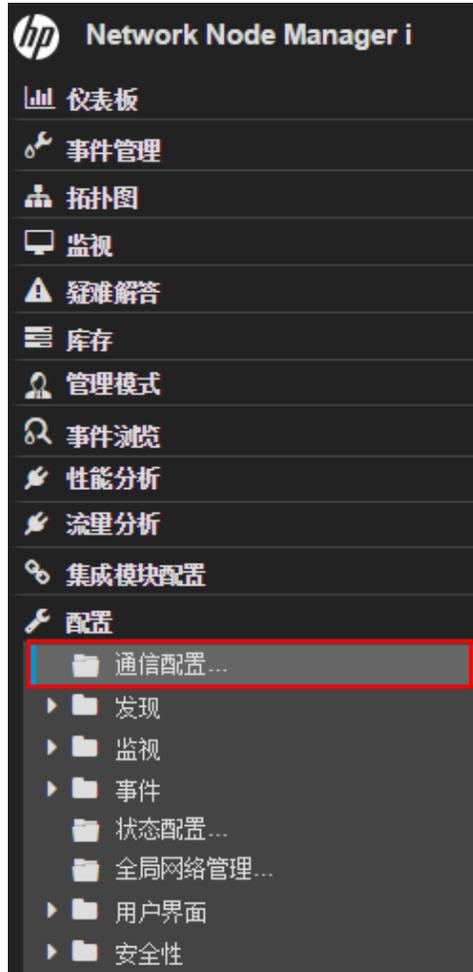 hp Network Node Manager i
仪表板
事件管理
拓扑图
监视
疑难解答
库存
管理模式
事件浏览
性能分析
流里分析
集成模块配置
配置
通信配置...
发现
监视
事件
状态配置...
全局网络管理...
用户界面
安全性